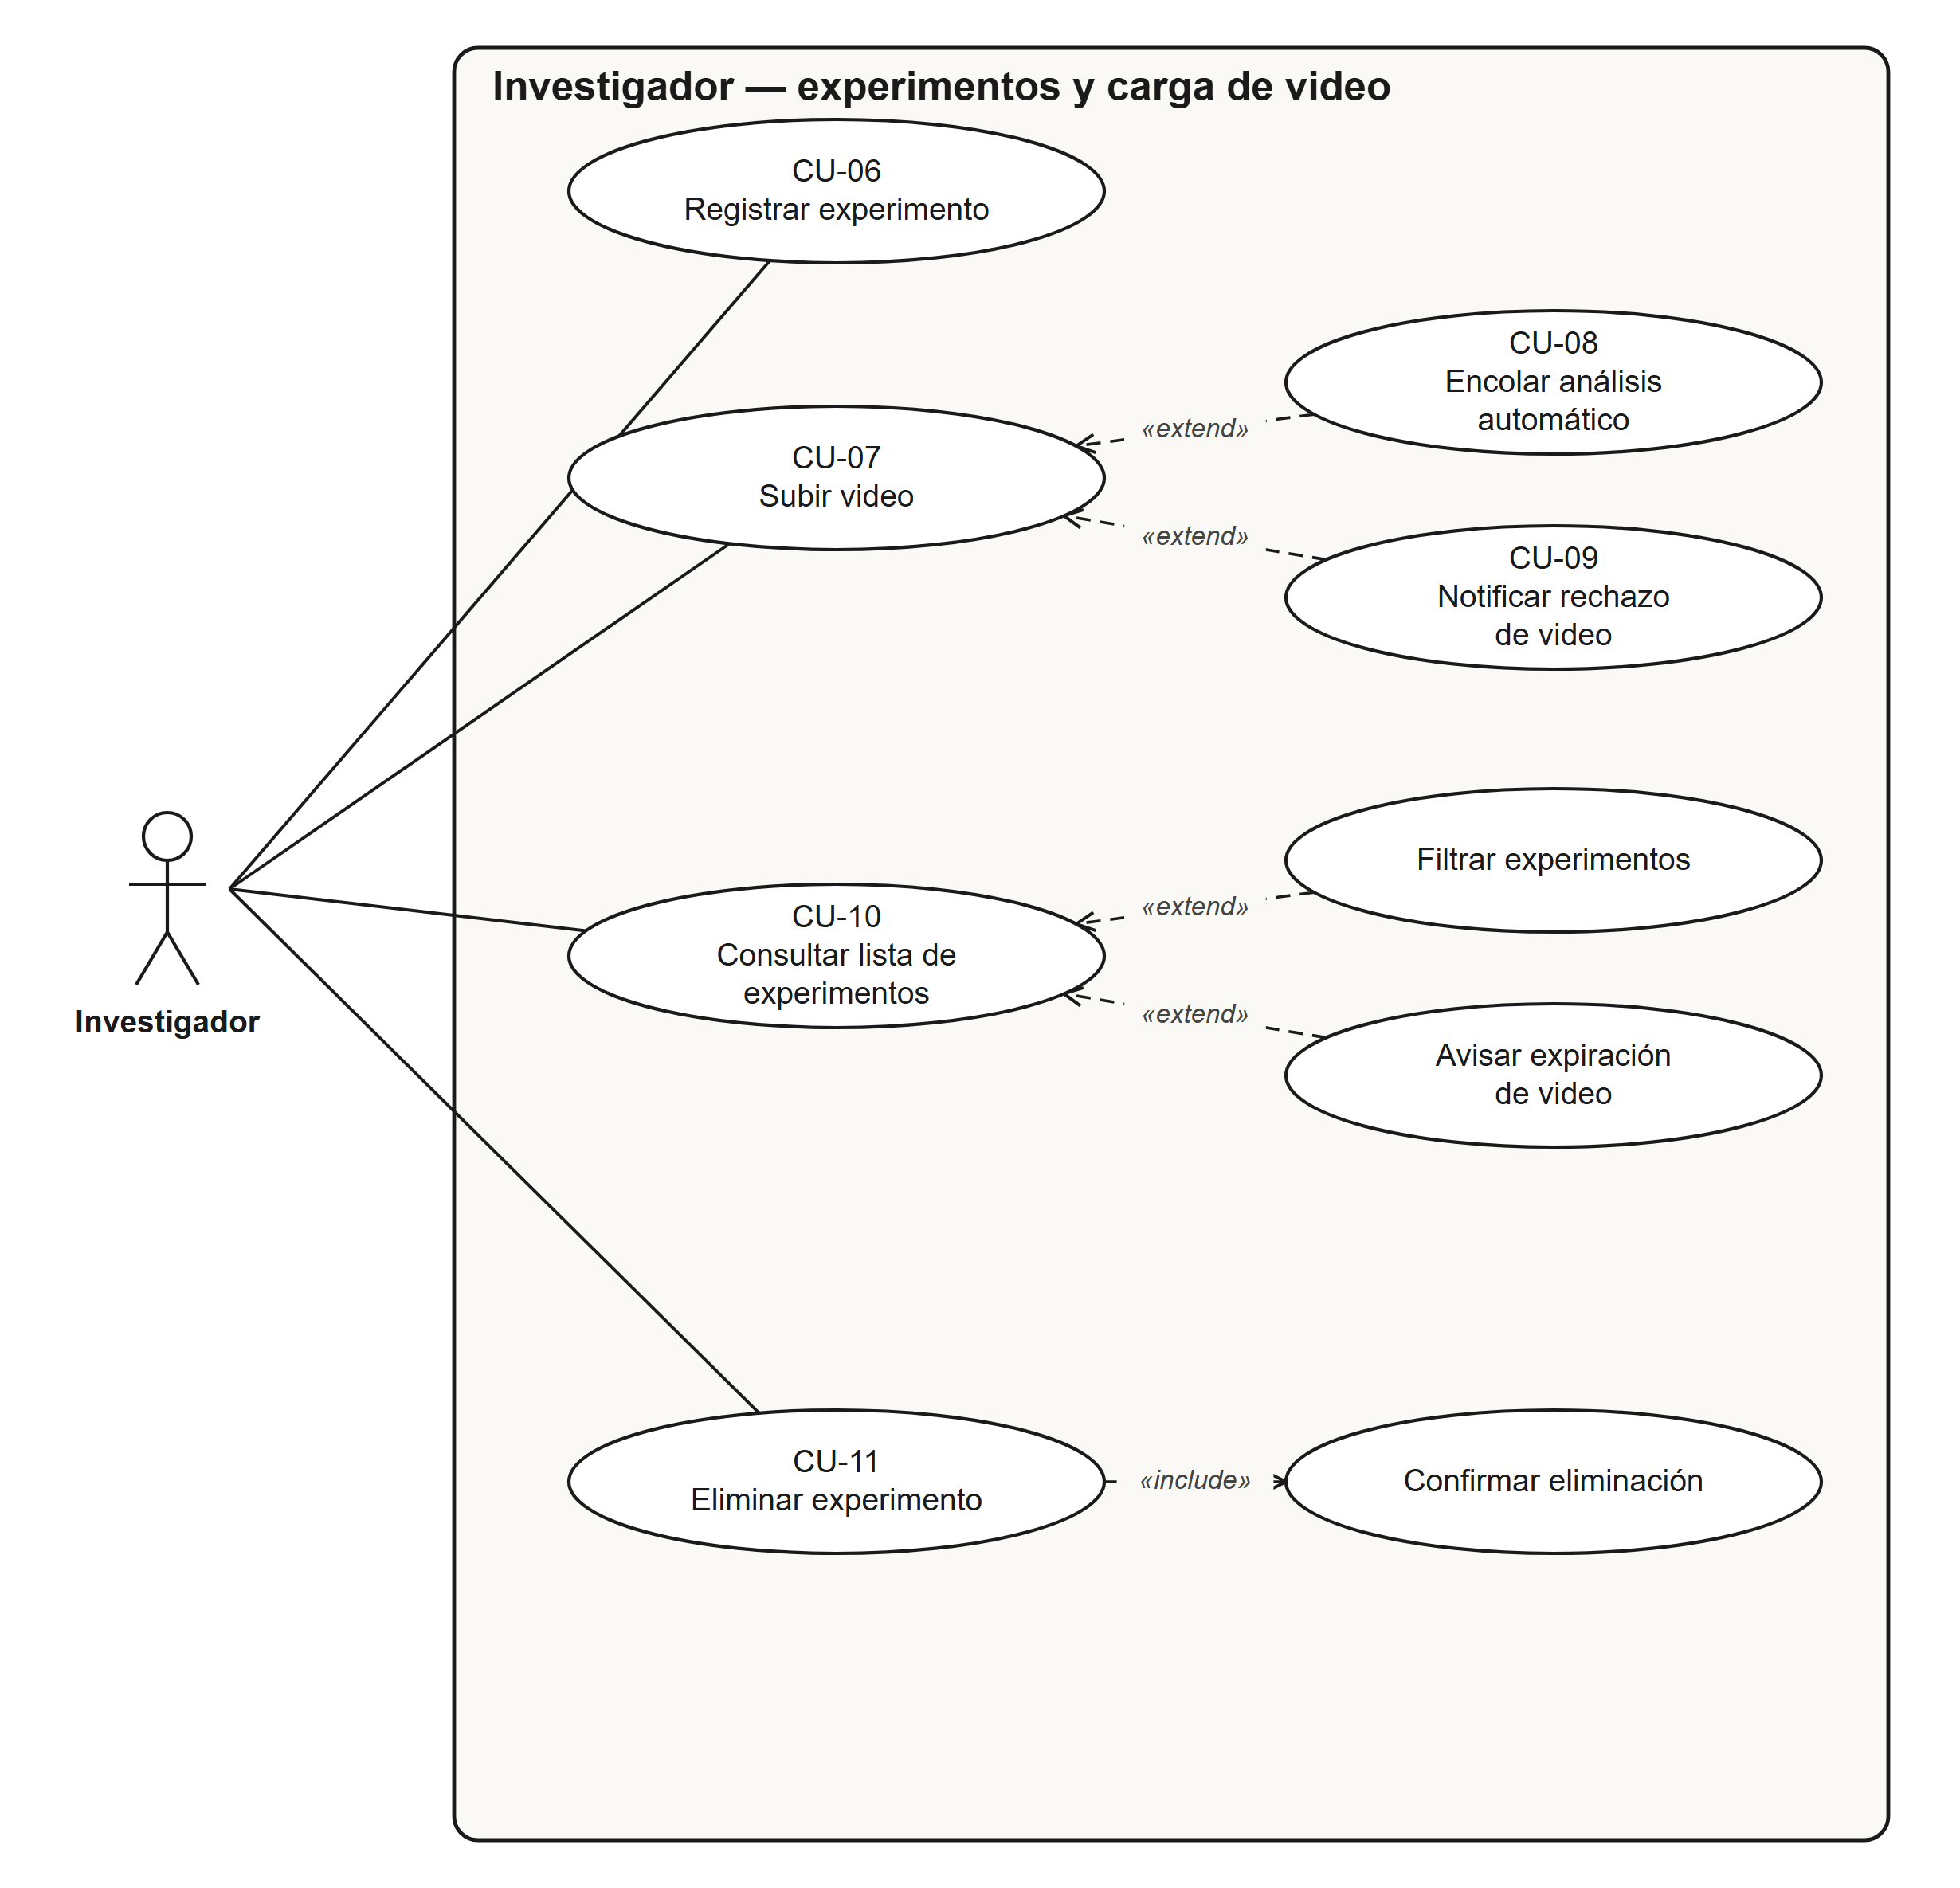 Investigador — experimentos y carga de video
CU-06
Registrar experimento
CU-07
Subir video
«extend»
CU-08
Encolar análisis
automático
«extend»
CU-09
Notificar rechazo
de video
Investigador
CU-10
Consultar lista de
experimentos
«extend»
Filtrar experimentos
«extend»
Avisar expiración
de video
CU-11
Eliminar experimento
«include»
Confirmar eliminación